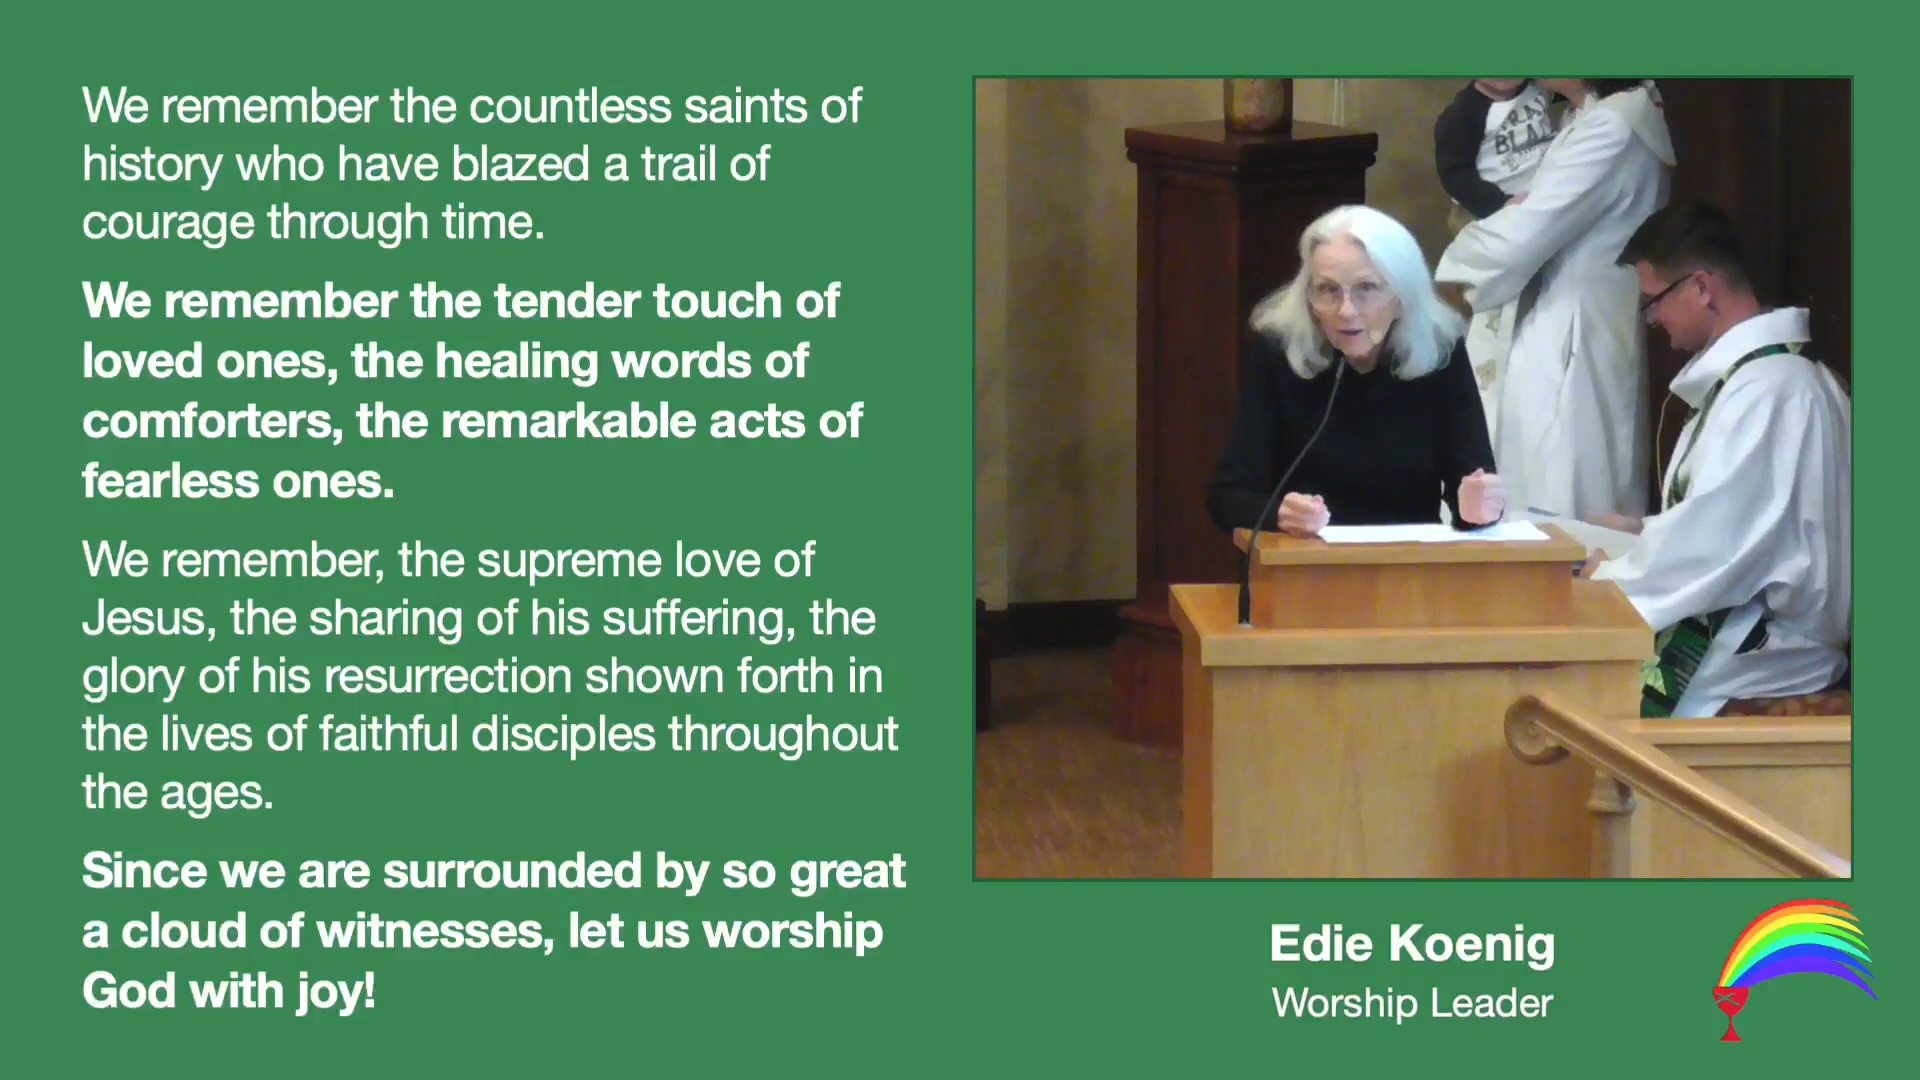 We remember the countless saints of
history who have blazed a trail of
courage through time.
We remember the tender touch of
loved ones, the healing words of
comforters, the remarkable acts of
fearless ones.
We remember, the supreme love of
Jesus, the sharing of his suffering, the
glory of his resurrection shown forth in
the lives of faithful disciples throughout
the ages.
Since we are surrounded by so great
a cloud of witnesses, let us worship
God with joy!
Edie Koenig
Worship Leader